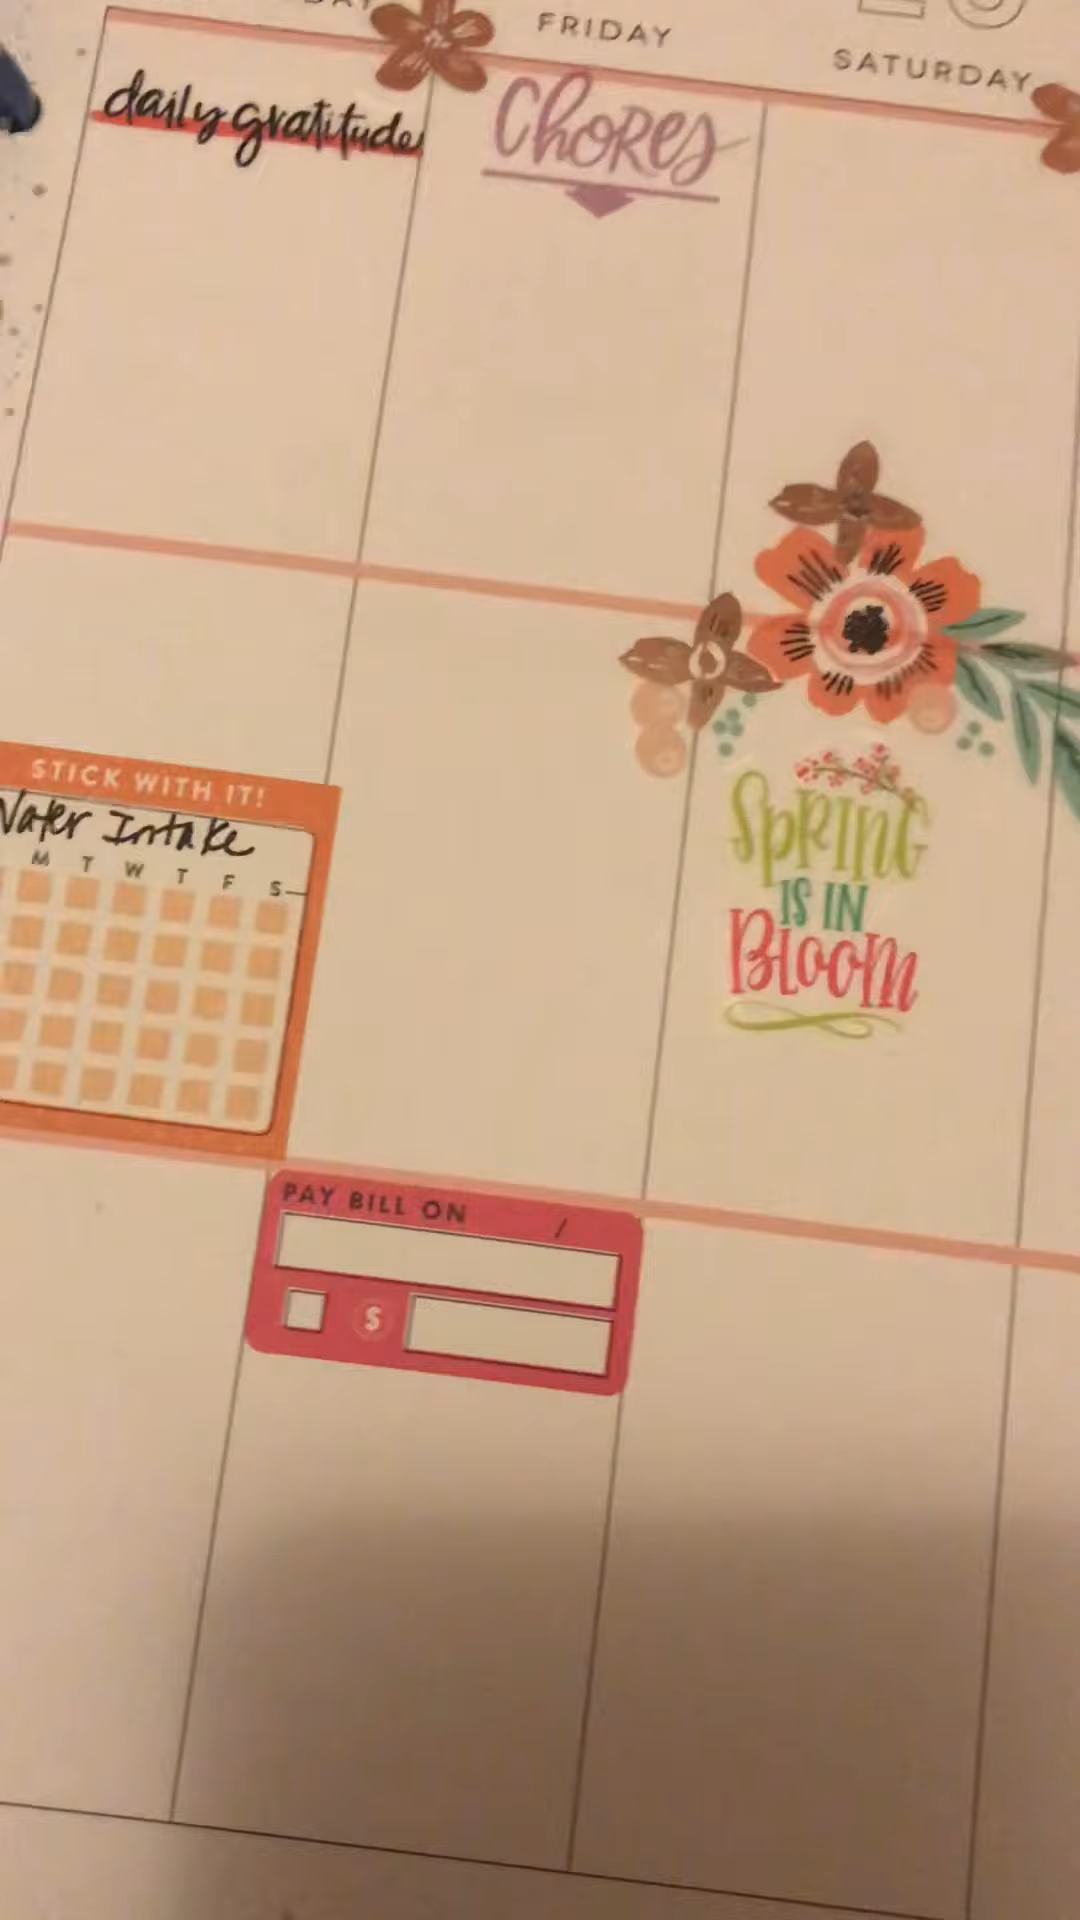 FRIDAY
SATURDAY
daily gratitude
Chores
SPRING
IS IN
Bloom
STICK WITH IT!
Water Intake
M T W T F S
PAY BILL ON /
$